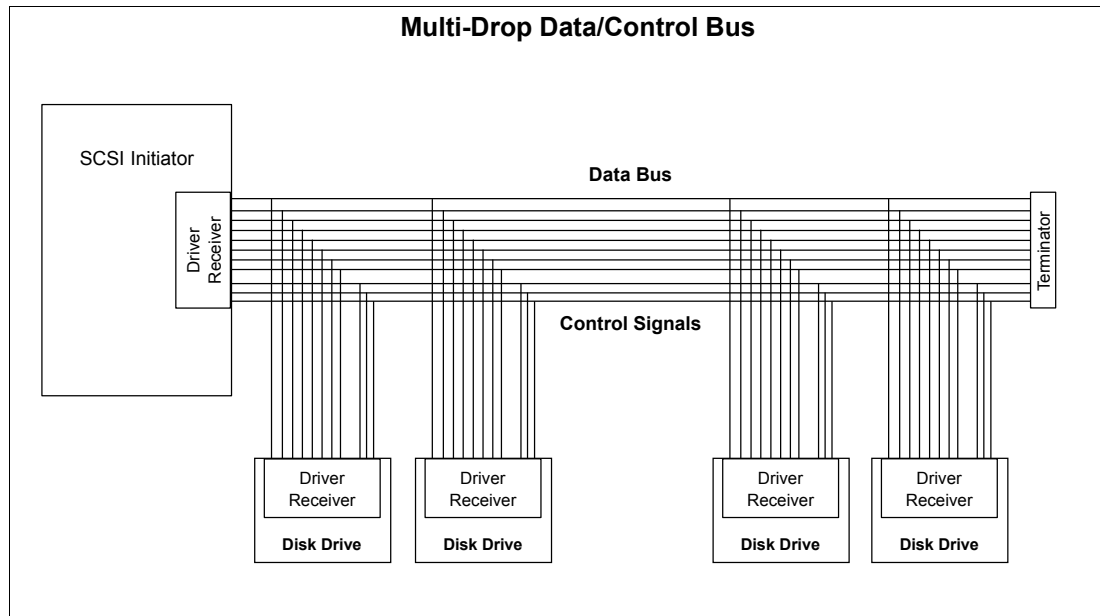 Multi-Drop Data/Control Bus
SCSI Initiator
Data Bus
Driver
Receiver
Terminator
Control Signals
Driver
Receiver
Disk Drive
Driver
Receiver
Disk Drive
Driver
Receiver
Disk Drive
Driver
Receiver
Disk Drive